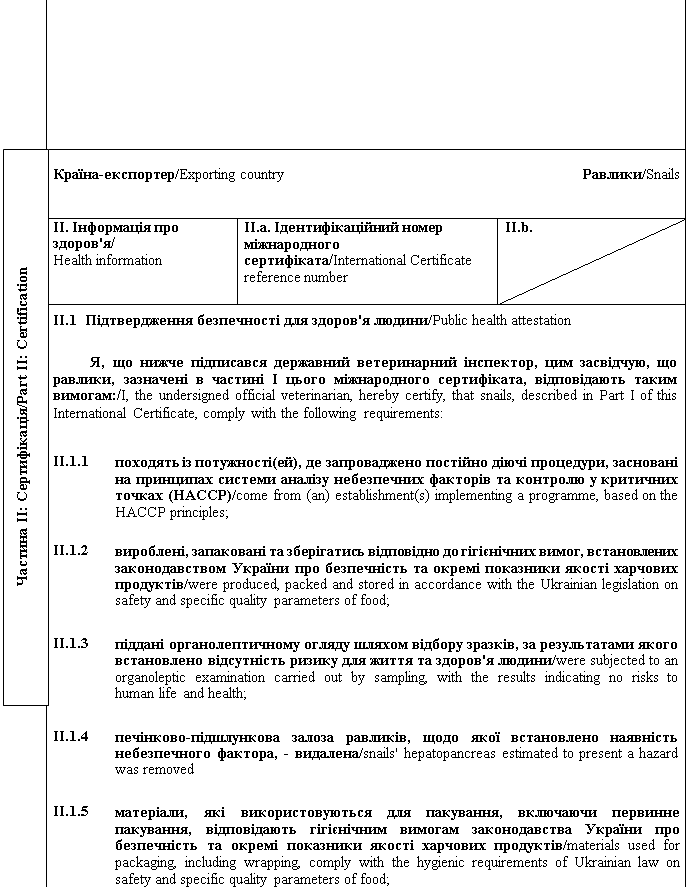 Країна-експортер/Exporting country
Равлики/Snails
II. Інформація про
здоров'я/
Health information
II.a. Ідентифікаційний номер
міжнародного
сертифіката/International Certificate
reference number
II.b.
Частина II: Сертифікація/Part II: Certification
II.1 Підтвердження безпечності для здоров'я людини/Public health attestation
Я, що нижче підписався державний ветеринарний інспектор, цим засвідчую, що
равлики, зазначені в частині I цього міжнародного сертифіката, відповідають таким
вимогам:/I, the undersigned official veterinarian, hereby certify, that snails, described in Part I of this
International Certificate, comply with the following requirements:
II.1.1 походять із потужності(ей), де запроваджено постійно діючі процедури, засновані
на принципах системи аналізу небезпечних факторів та контролю у критичних
точках (HACCP)/come from (an) establishment(s) implementing a programme, based on the
HACCP principles;
II.1.2 вироблені, запаковані та зберігатись відповідно до гігієнічних вимог, встановлених
законодавством України про безпечність та окремі показники якості харчових
продуктів/were produced, packed and stored in accordance with the Ukrainian legislation on
safety and specific quality parameters of food;
II.1.3 піддані органолептичному огляду шляхом відбору зразків, за результатами якого
встановлено відсутність ризику для життя та здоров'я людини/were subjected to an
organoleptic examination carried out by sampling, with the results indicating no risks to
human life and health;
II.1.4 печінково-підшлункова залоза равликів, щодо якої встановлено наявність
небезпечного фактора, - видалена/snails' hepatopancreas estimated to present a hazard
was removed
II.1.5 матеріали, які використовуються для пакування, включаючи первинне
пакування, відповідають гігієнічним вимогам законодавства України про
безпечність та окремі показники якості харчових продуктів/materials used for
packaging, including wrapping, comply with the hygienic requirements of Ukrainian law on
safety and specific quality parameters of food;